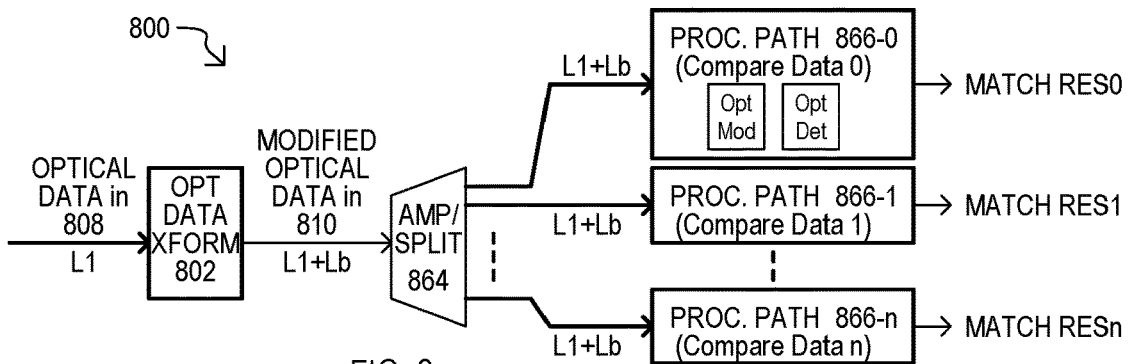 800
OPTICAL
DATA in
808
L1
OPT
DATA
XFORM
802
MODIFIED
OPTICAL
DATA in
810
L1+Lb
AMP/
SPLIT
864
L1+Lb
PROC. PATH 866-0
(Compare Data 0)
Opt
Mod
Opt
Det
MATCH RES0
L1+Lb
PROC. PATH 866-1
(Compare Data 1)
MATCH RES1
L1+Lb
PROC. PATH 866-n
(Compare Data n)
MATCH RESn